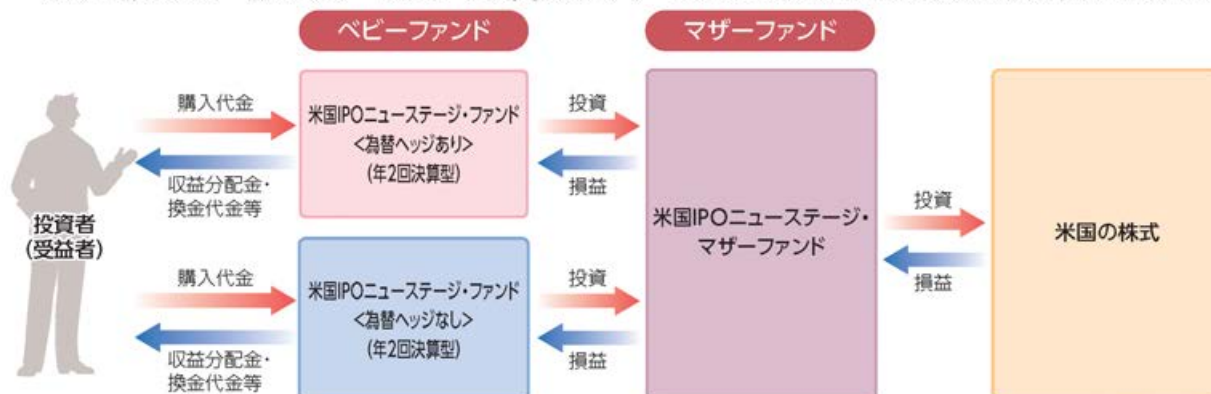 ベビーファンド
マザーファンド
購入代金
収益分配金・
換金代金等
米国IPOニューステージ・ファンド
<為替ヘッジあり>
(年2回決算型)
投資
損益
投資者
(受益者)
購入代金
収益分配金・
換金代金等
米国IPOニューステージ・ファンド
<為替ヘッジなし>
(年2回決算型)
投資
損益
米国IPOニューステージ・
マザーファンド
投資
損益
米国の株式